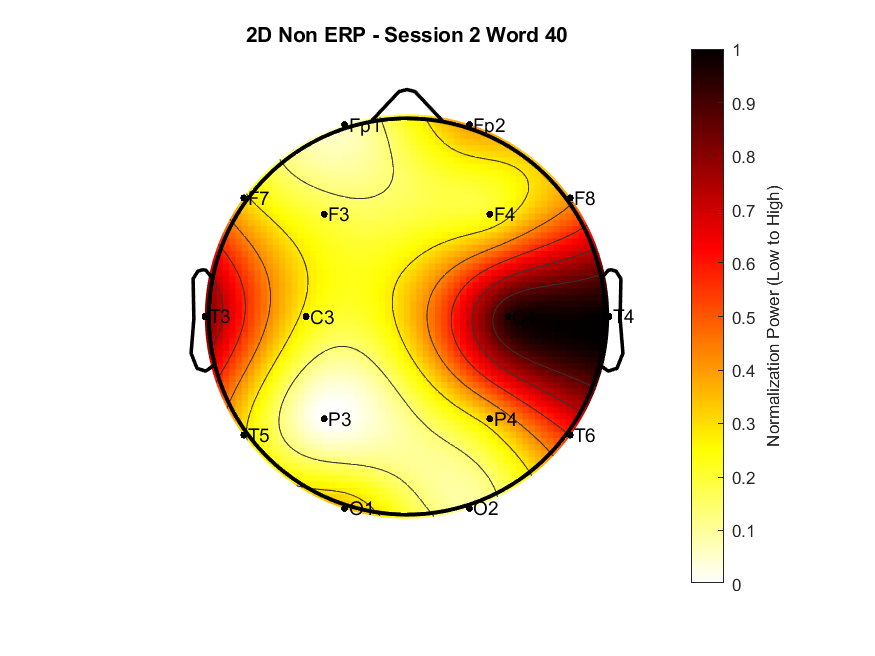 2D Non ERP - Session 2 Word 40
Fp1
Fp2
F7
F8
F3
F4
T3
C3
T4
P3
P4
T5
T6
O1
O2
1
0.9
0.8
0.7
0.6
0.5
0.4
0.3
0.2
0.1
0
Normalization Power (Low to High)